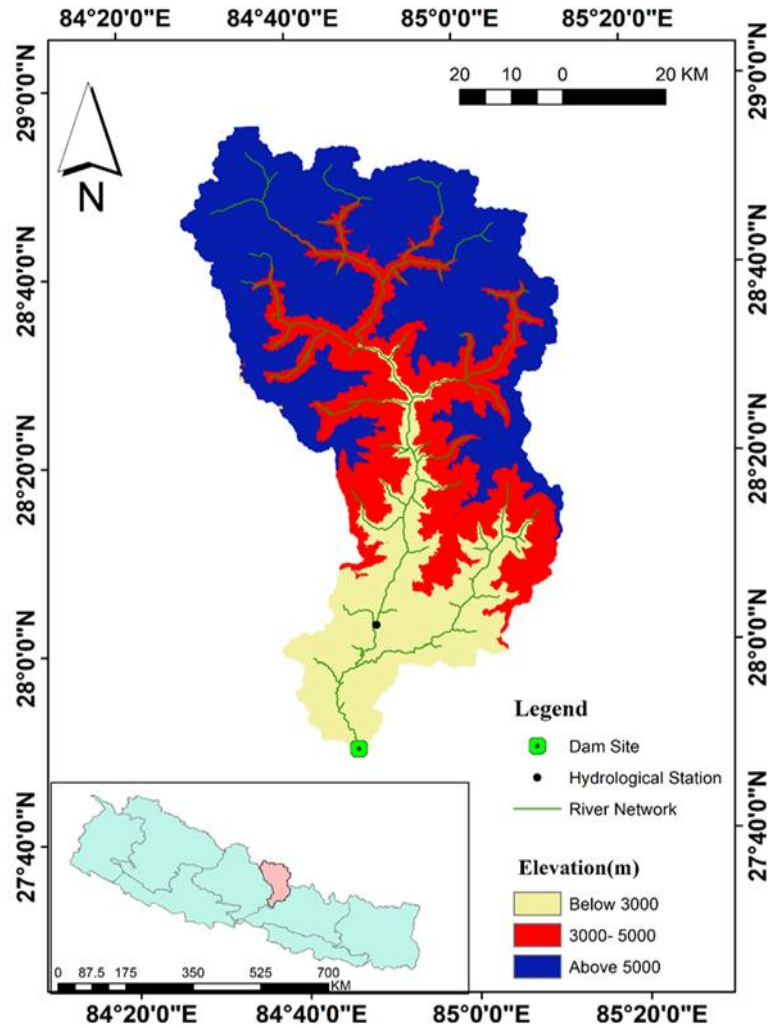 84°20'0"E 84°40'0"E 85°0'0"E 85°20'0"E
20 10 0 20 KM
N
29°0'0"N
28°40'0"N
28°20'0"N
28°0'0"N
27°40'0"N
29°0'0"N
28°40'0"N
28°20'0"N
28°0'0"N
27°40'0"N
Legend
Dam Site
Hydrological Station
River Network
Elevation(m)
Below 3000
3000- 5000
Above 5000
0 87.5 175 350 525 700
KM
84°20'0"E 84°40'0"E 85°0'0"E 85°20'0"E